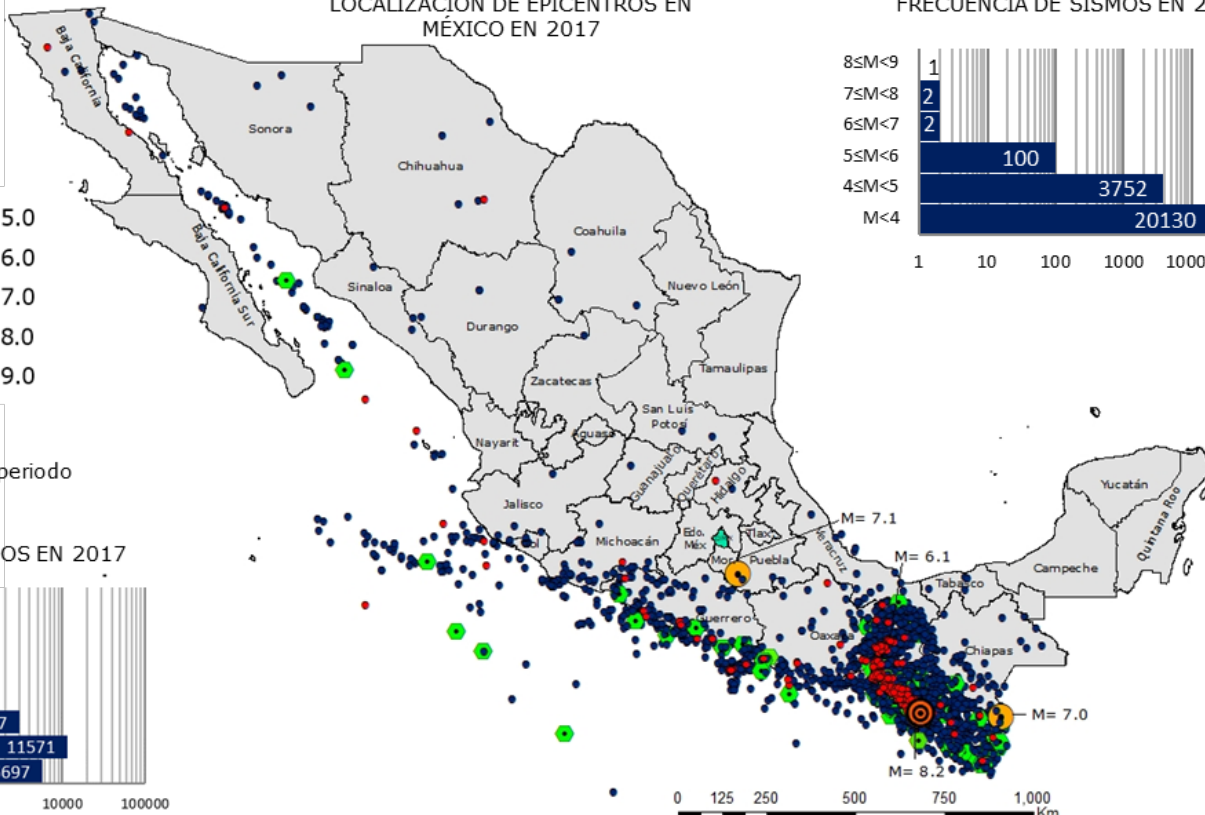 LOCALIZACIÓN DE EPICENTROS EN
MÉXICO EN 2017
FRECUENCIA DE SISMOS EN 2
8≤M<9
1
7≤M<8
2
6≤M<7
2
5≤M<6
100
4≤M<5
3752
M<4
20130
1 10 100 1000 1000
5.0
6.0
7.0
8.0
9.0
periodo
OS EN 2017
7
11571
697
10000 100000
Baja California
Sonora
Chihuahua
Coahuila
Baja California Sur
Sinaloa
Nuevo León
Durango
Tamaulipas
Zacatecas
San Luis
Potosí
Nayarit
Aguasc
Guanajuato
Querétaro
Hidalgo
Yucatán
Quintana Roo
Jalisco
Col
Michoacán
Edo.
Méx
Tlax
Mor
Puebla
Veracruz
M= 7.1
M= 6.1
Tabasco
Campeche
Guerrero
Oaxaca
Chiapas
M= 7.0
M= 8.2
0 125 250 500 750 1,000
Km